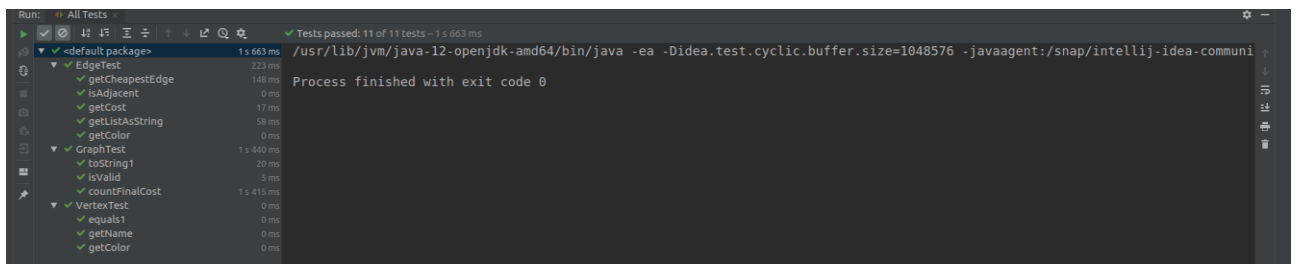 Run: All Tests ×
Tests passed: 11 of 11 tests – 1 s 663 ms
<default package> 1 s 663 ms
EdgeTest 223 ms
getCheapestEdge 148 ms
isAdjacent 0 ms
getCost 17 ms
getListAsString 58 ms
getColor 0 ms
GraphTest 1 s 440 ms
toString1 20 ms
isValid 5 ms
countFinalCost 1 s 415 ms
VertexTest 0 ms
equals1 0 ms
getName 0 ms
getColor 0 ms
/usr/lib/jvm/java-12-openjdk-amd64/bin/java -ea -Didea.test.cyclic.buffer.size=1048576 -javaagent:/snap/intellij-idea-communi
Process finished with exit code 0